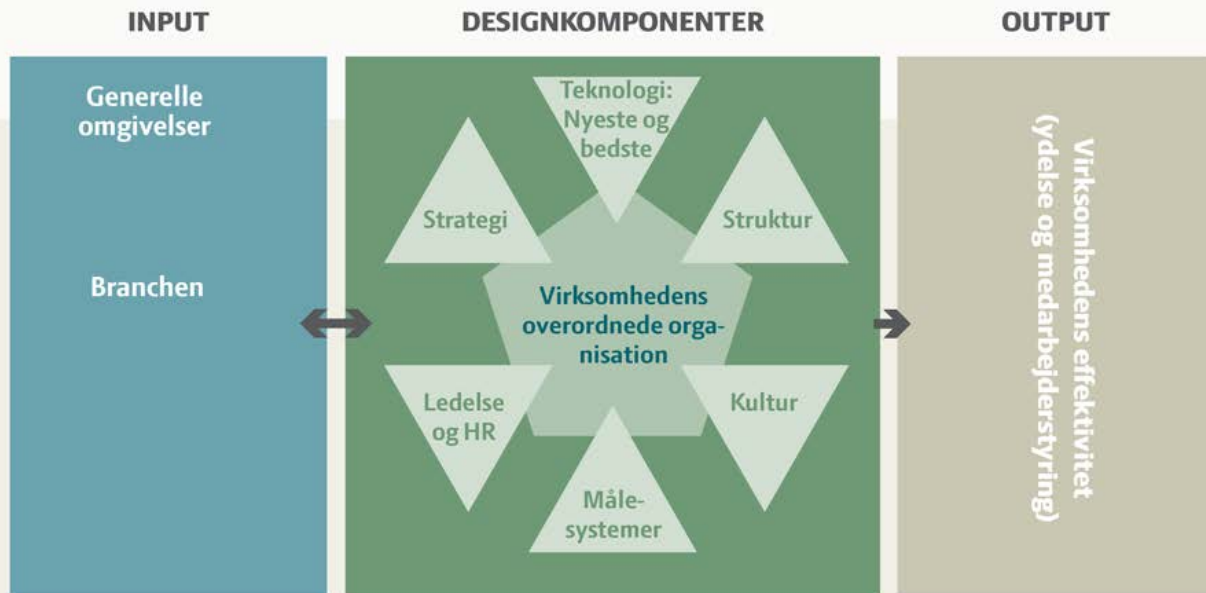 INPUT
DESIGNKOMPONENTER
OUTPUT
Generelle
omgivelser
Branchen
Teknologi:
Nyeste og
bedste
Strategi
Struktur
Virksomhedens
overordnede orga-
nisation
Ledelse
og HR
Kultur
Måle-
systemer
Virksomhedens effektivitet
(ydelse og medarbejderstyring)